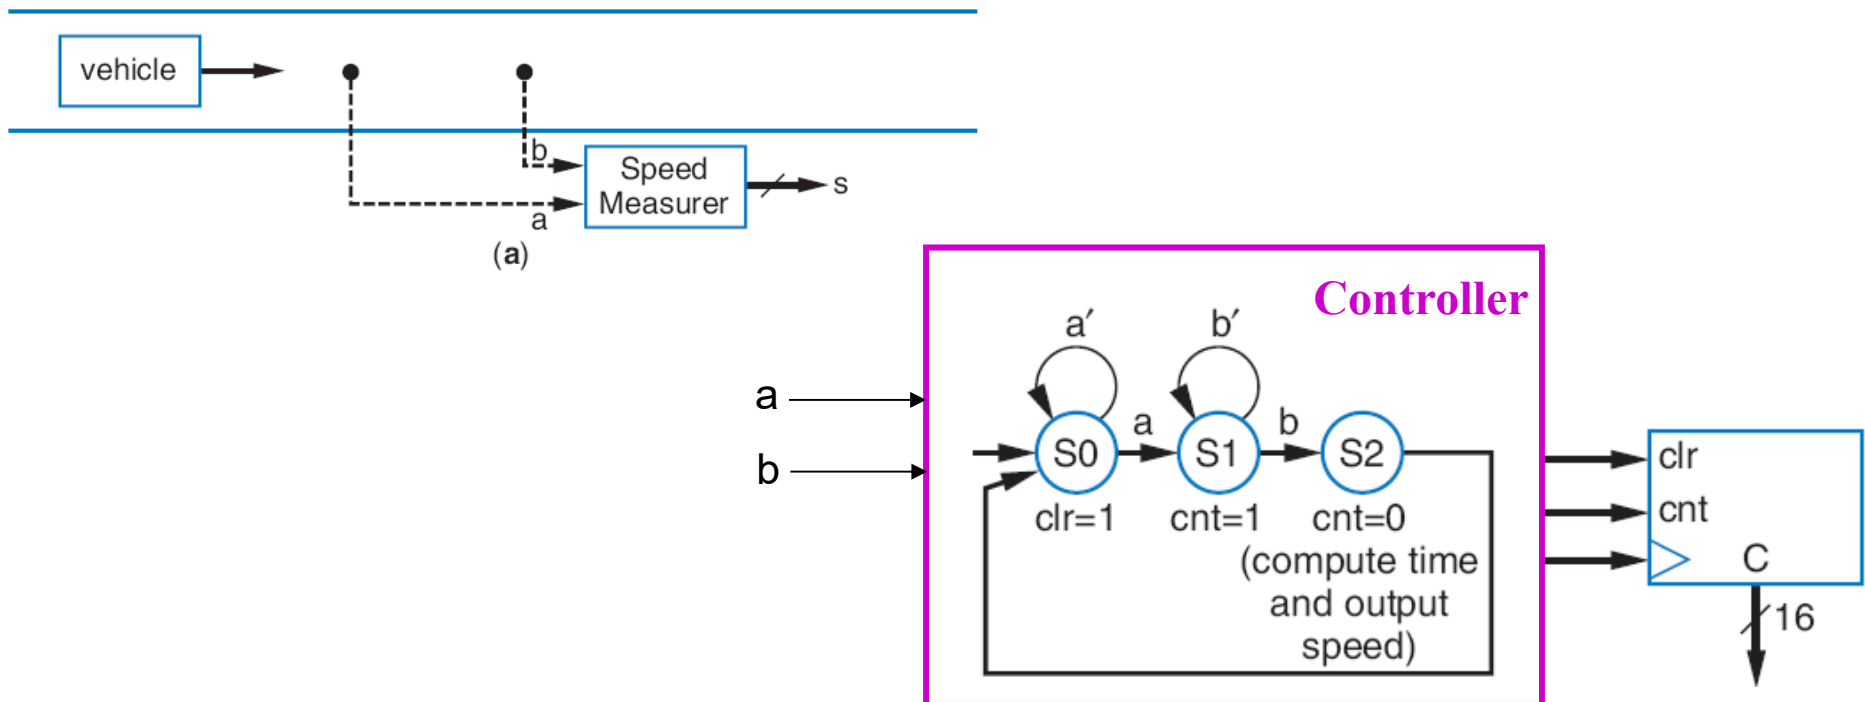 vehicle
b
Speed
Measurer
s
a
(a)
Controller
a′
b′
a
b
a
b
S0
S1
S2
clr=1
cnt=1
cnt=0
(compute time
and output
speed)
clr
cnt
C
16